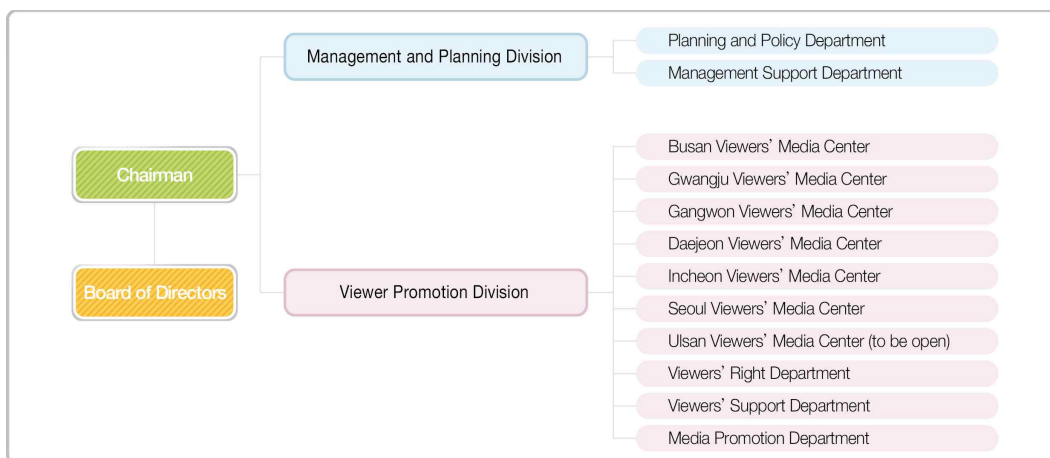 Chairman
Board of Directors
Management and Planning Division
Planning and Policy Department
Management Support Department
Viewer Promotion Division
Busan Viewers’ Media Center
Gwangju Viewers’ Media Center
Gangwon Viewers’ Media Center
Daejeon Viewers’ Media Center
Incheon Viewers’ Media Center
Seoul Viewers’ Media Center
Ulsan Viewers’ Media Center (to be open)
Viewers’ Right Department
Viewers’ Support Department
Media Promotion Department